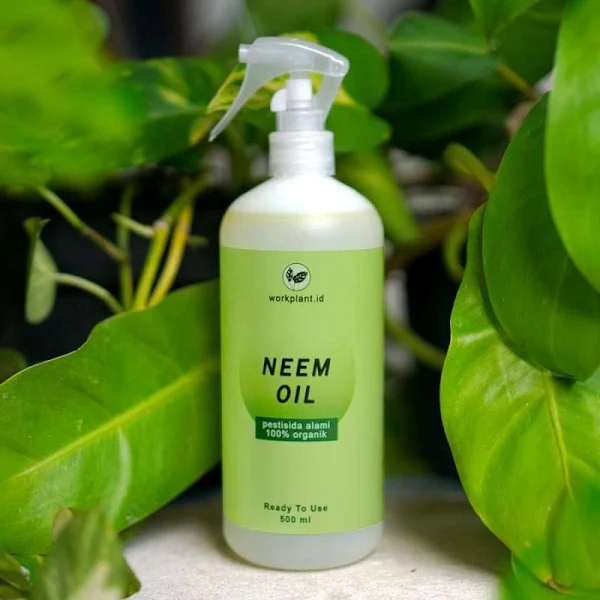 workplant.id
NEEM
OIL
pestisida alami
100% organik
Ready To Use
500 ml